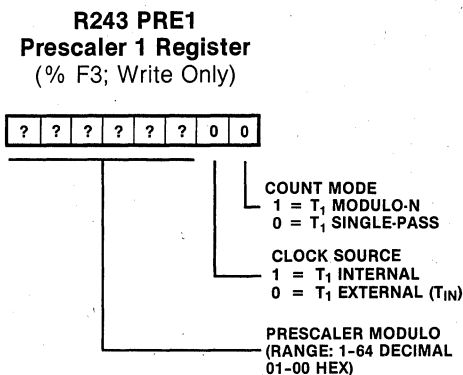 R243 PRE1
Prescaler 1 Register
(% F3; Write Only)
? ? ? ? ? ? 0 0
COUNT MODE
1 = T1 MODULO-N
0 = T1 SINGLE-PASS
CLOCK SOURCE
1 = T1 INTERNAL
0 = T1 EXTERNAL (TIN)
PRESCALER MODULO
(RANGE: 1-64 DECIMAL
01-00 HEX)